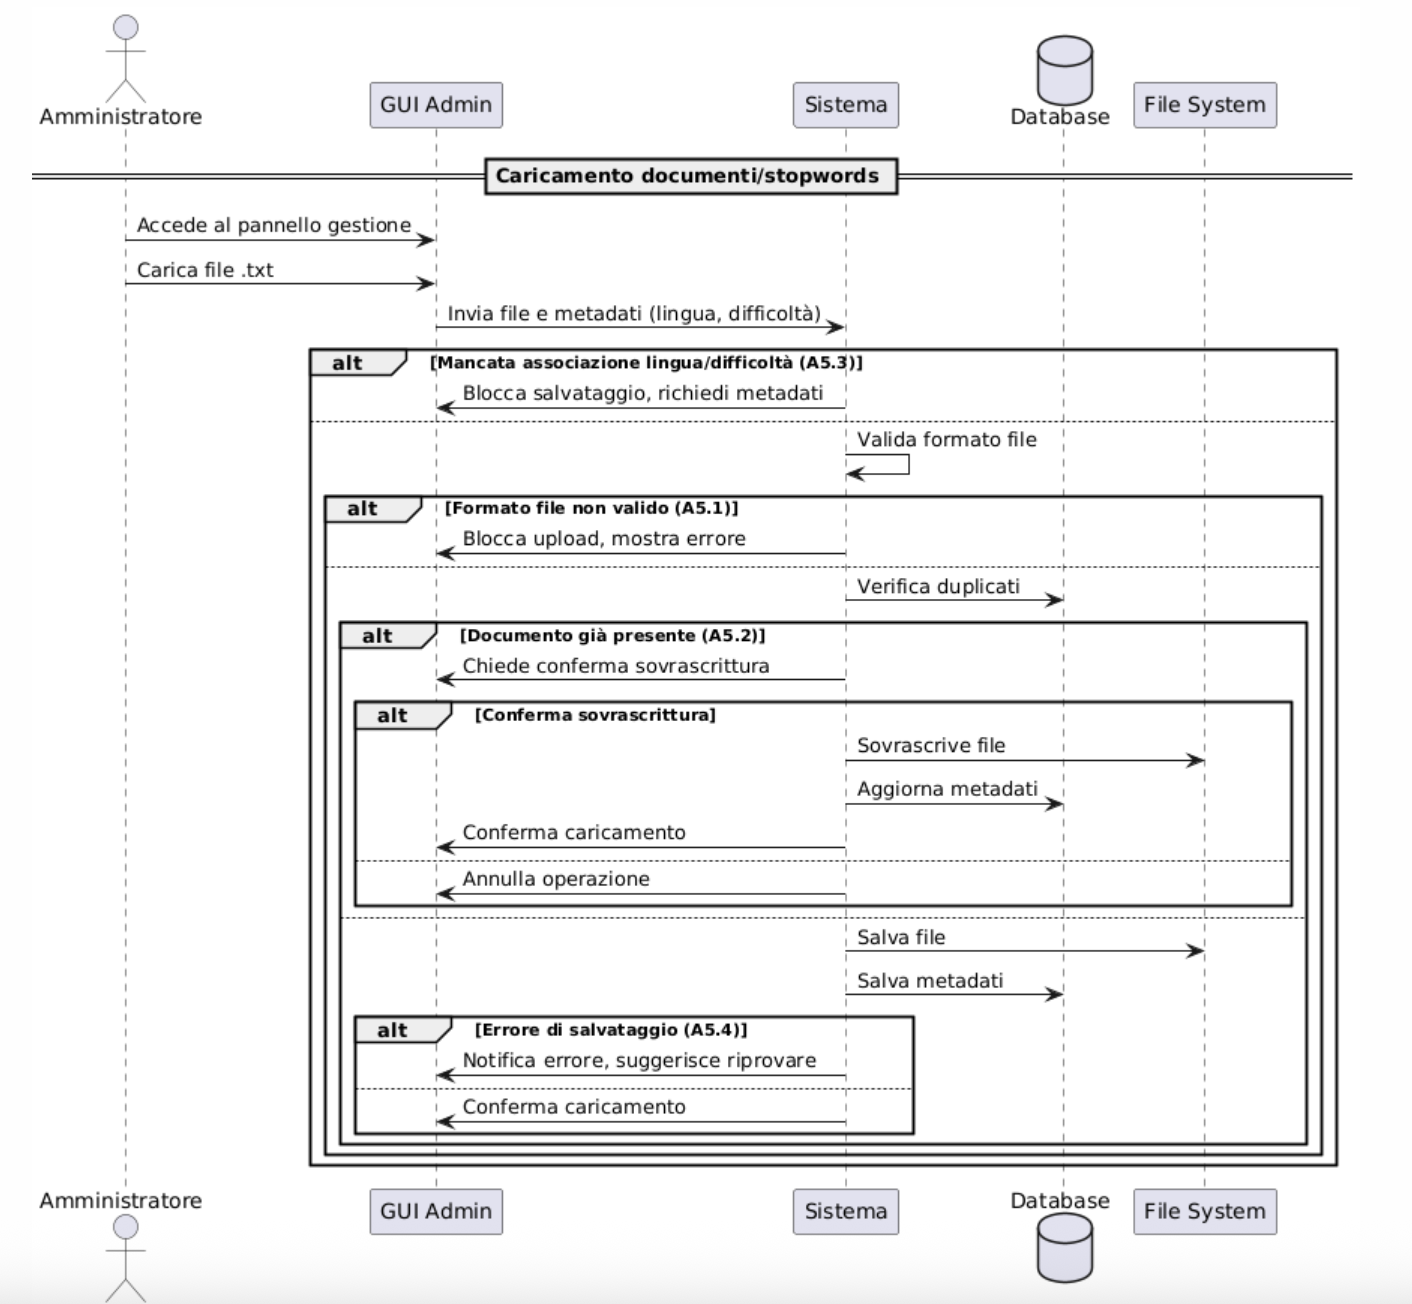 Amministratore
GUI Admin
Sistema
Database
File System
Caricamento documenti/stopwords
Accede al pannello gestione
Carica file .txt
Invia file e metadati (lingua, difficoltà)
alt [Mancata associazione lingua/difficoltà (A5.3)]
Blocca salvataggio, richiedi metadati
Valida formato file
alt [Formato file non valido (A5.1)]
Blocca upload, mostra errore
Verifica duplicati
alt [Documento già presente (A5.2)]
Chiede conferma sovrascrittura
alt [Conferma sovrascrittura]
Sovrascrive file
Aggiorna metadati
Conferma caricamento
Annulla operazione
Salva file
Salva metadati
alt [Errore di salvataggio (A5.4)]
Notifica errore, suggerisce riprovare
Conferma caricamento
Amministratore
GUI Admin
Sistema
Database
File System